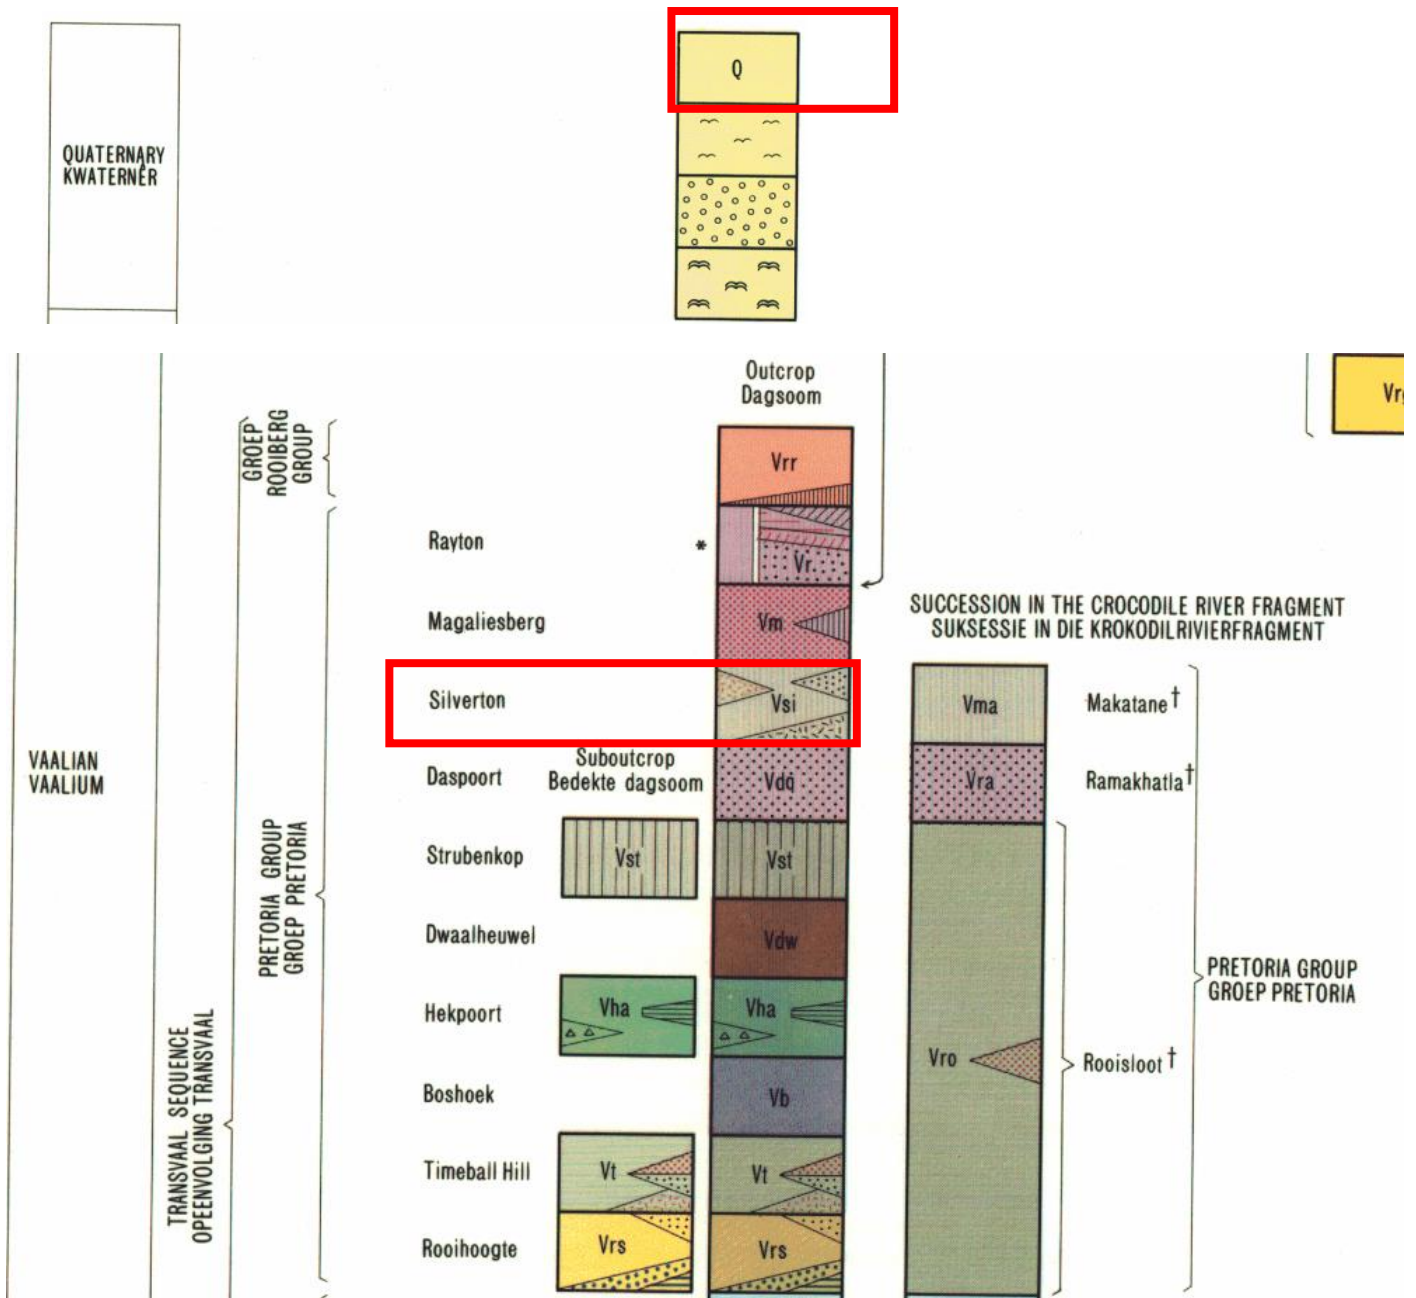 Q
QUATERNARY
KWATERNÊR
Outcrop
Dagsoom
GROEP
ROOIBERG
GROUP
Vrr
Rayton
*
Vr
Magaliesberg
Vm
SUCCESSION IN THE CROCODILE RIVER FRAGMENT
SUKSESSIE IN DIE KROKODILRIVIERFRAGMENT
Silverton
Vsi
Vma
Makatane†
VAALIAN
VAALIUM
Suboutcrop
Bedekte dagsoom
Daspoort
Vdq
Vra
Ramakhatla†
Strubenkop
Vst
Vst
PRETORIA GROUP
GROEP PRETORIA
Dwaalheuwel
Vdw
PRETORIA GROUP
GROEP PRETORIA
Hekpoort
Vha
Vha
TRANSVAAL SEQUENCE
OPEENVOLGING TRANSVAAL
Vro
Rooisloot†
Boshoek
Vb
Timeball Hill
Vt
Vt
Rooihoogte
Vrs
Vrs